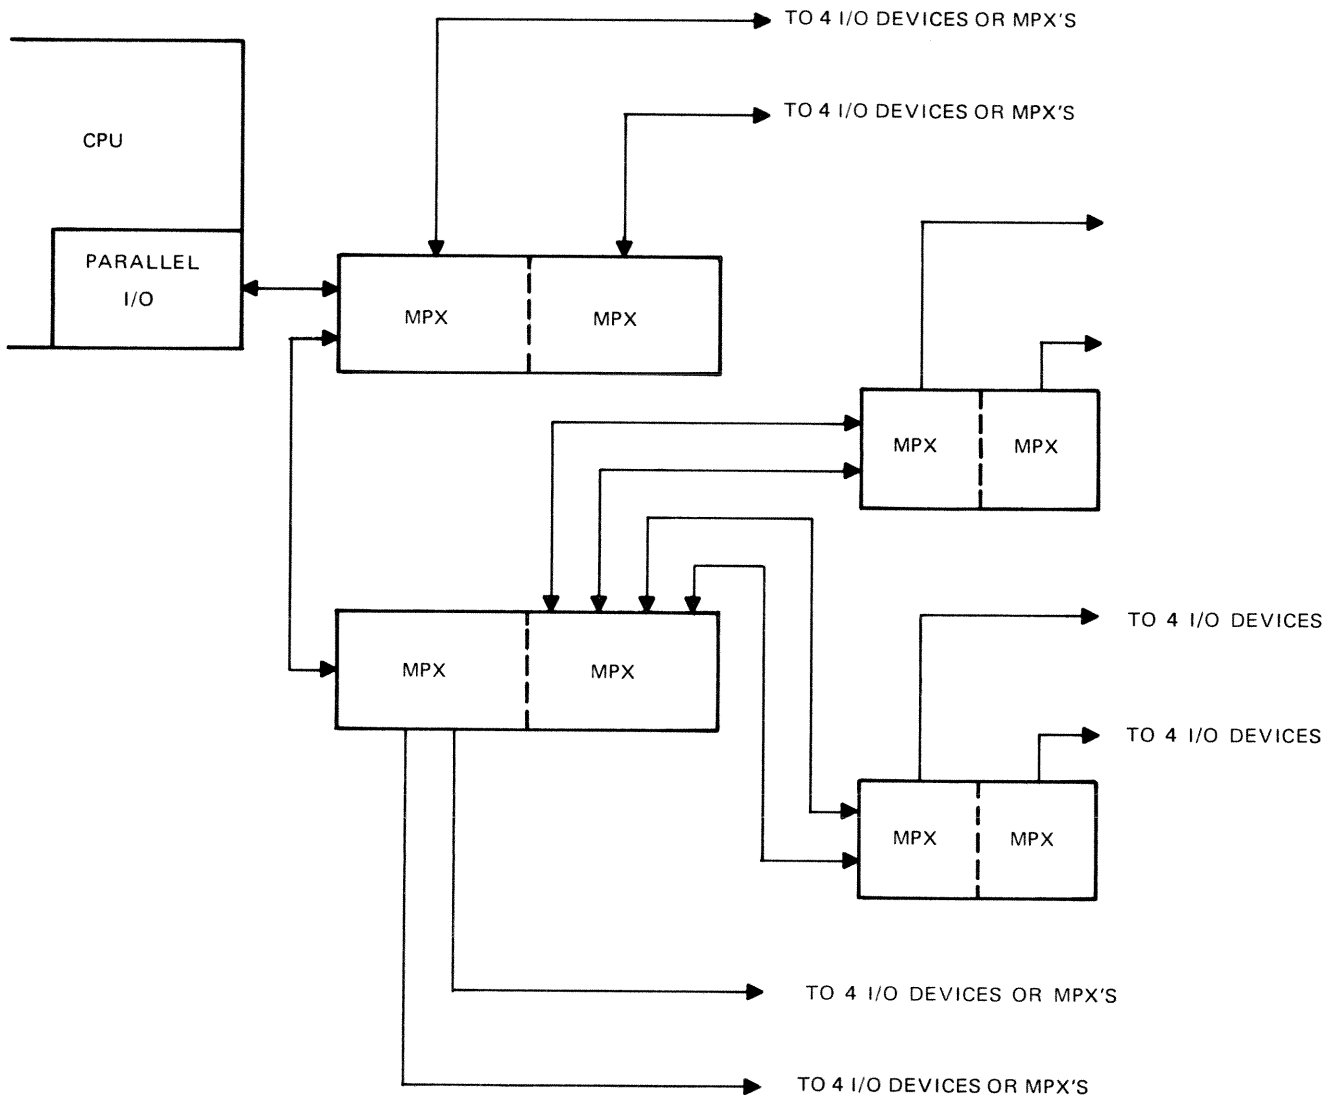 TO 4 I/O DEVICES OR MPX'S
TO 4 I/O DEVICES OR MPX'S
CPU
PARALLEL
I/O
MPX
MPX
MPX
MPX
TO 4 I/O DEVICES
MPX
MPX
TO 4 I/O DEVICES
MPX
MPX
TO 4 I/O DEVICES OR MPX'S
TO 4 I/O DEVICES OR MPX'S